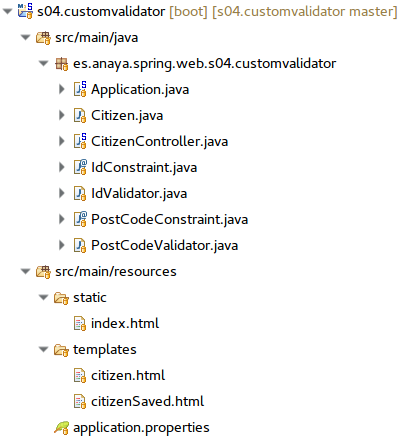 s04.customvalidator [boot] [s04.customvalidator master]
src/main/java
es.anaya.spring.web.s04.customvalidator
Application.java
Citizen.java
CitizenController.java
IdConstraint.java
IdValidator.java
PostCodeConstraint.java
PostCodeValidator.java
src/main/resources
static
index.html
templates
citizen.html
citizenSaved.html
application.properties